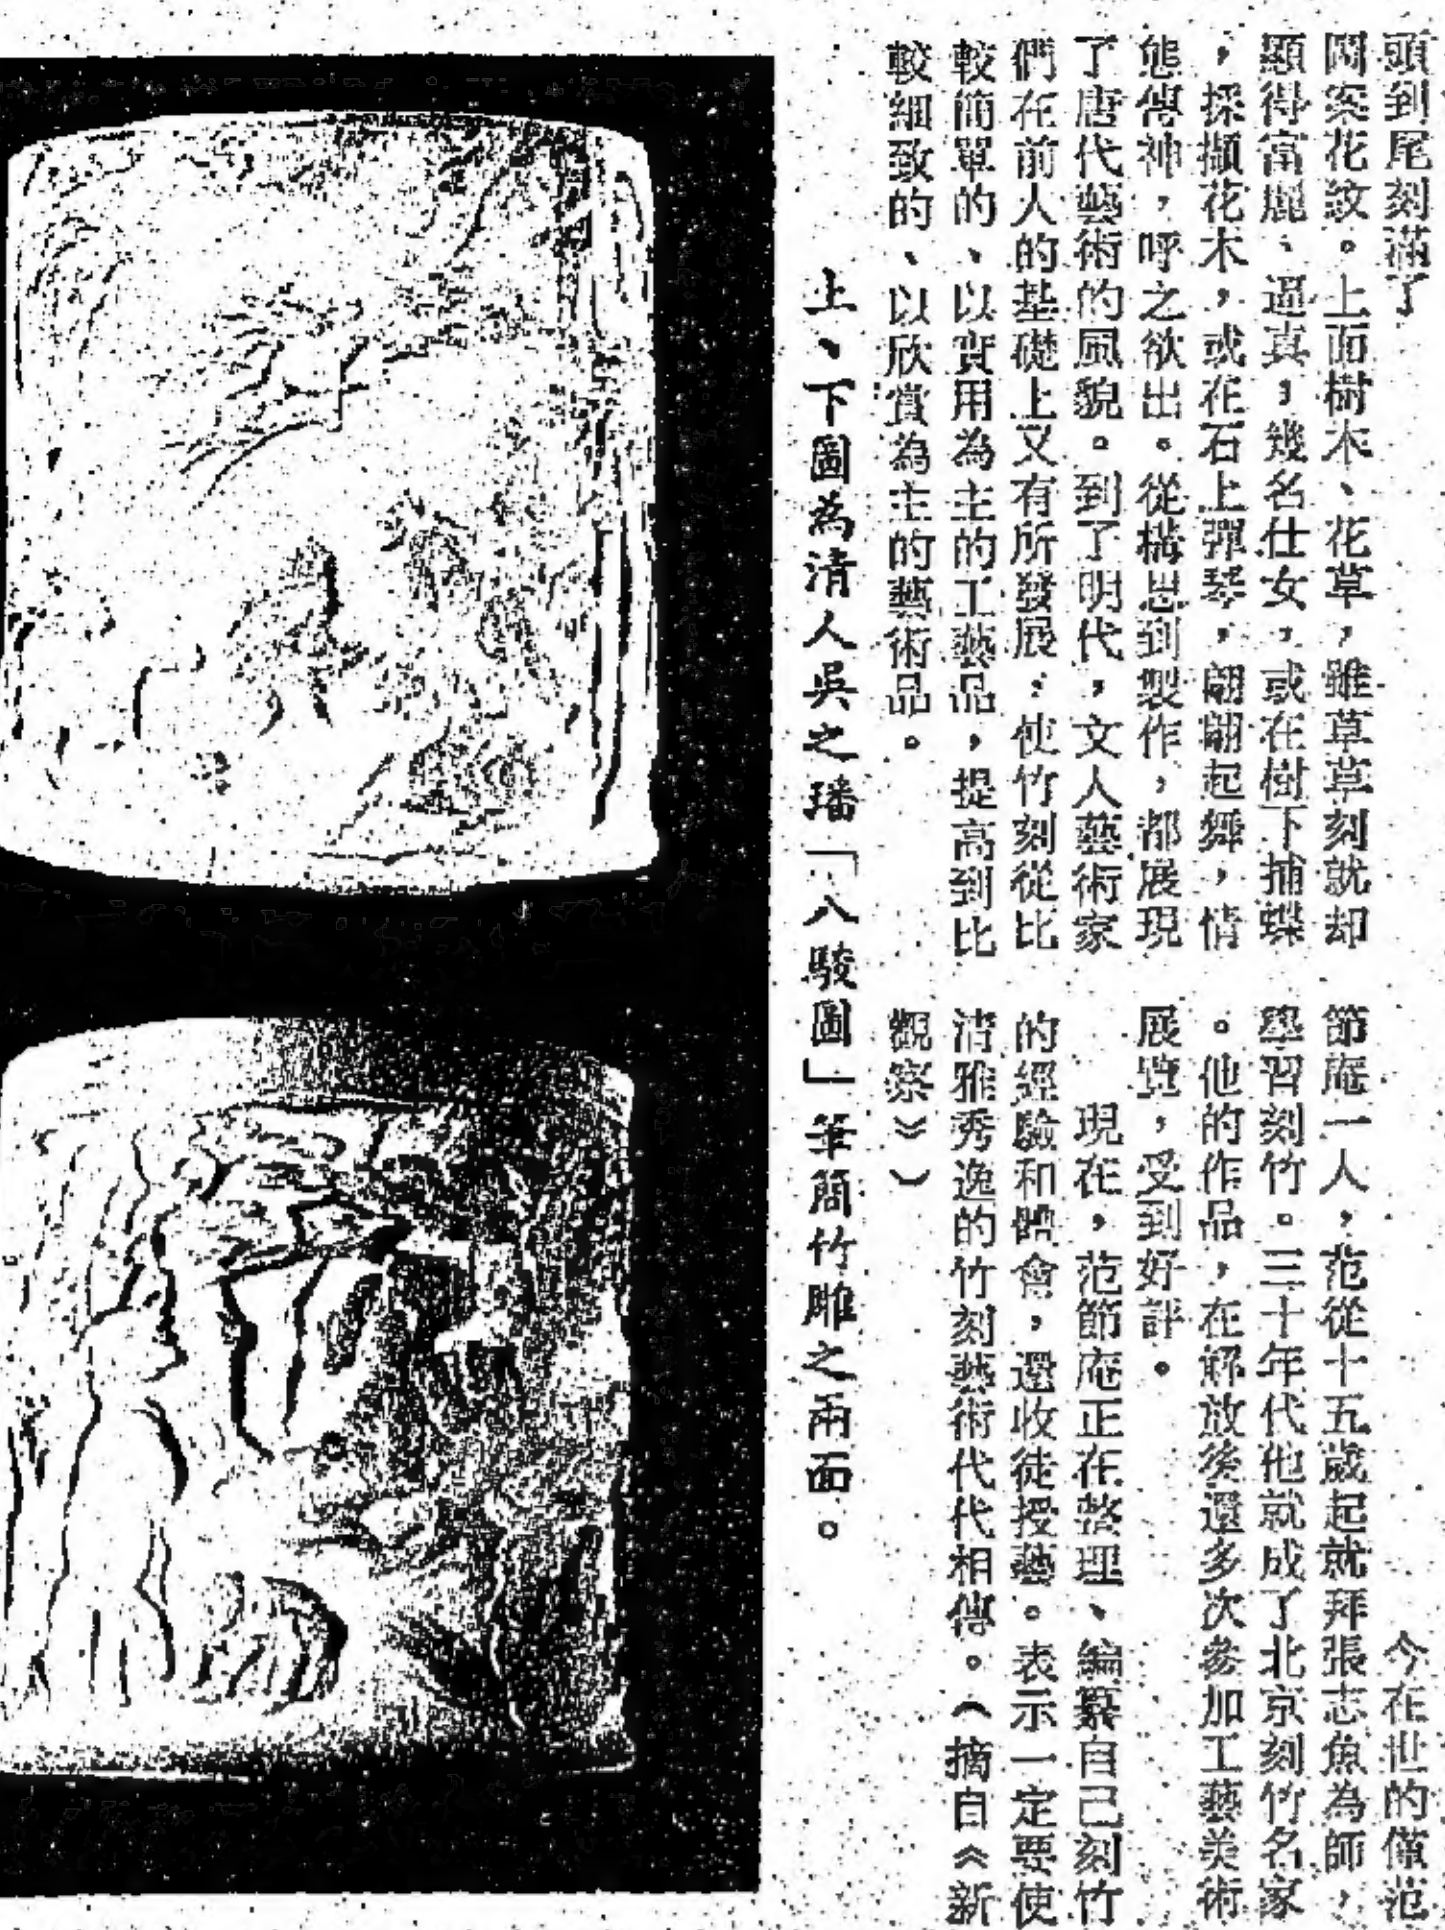 頭到尾刻滿了
圖案花紋。上面樹木、花草，雖草草刻就却
顯得富麗、逼真，幾名仕女，或在樹下捕蝶
，採擷花木，或在石上彈琴，翩翩起舞，情
態傳神，呼之欲出。從構思到製作，都展現
了唐代藝術的風貌。到了明代，文人藝術家
們在前人的基礎上又有所發展，使竹刻從比
較簡單的、以實用為主的工藝品，提高到比
較細致的、以欣賞為主的藝術品。
今在世的僅范
節庵一人，范從十五歲起就拜張志魚為師，
學習刻竹。三十年代他就成了北京刻竹名家
。他的作品，在解放後還多次參加工藝美術
展覽，受到好評。
現在，范節庵正在整理、編纂自己刻竹
的經驗和體會，還收徒授藝。表示一定要使
清雅秀逸的竹刻藝術代代相傳。（摘自《新
觀察》）
上、下圖為清人吳之璠「八駿圖」筆筒竹雕之兩面。